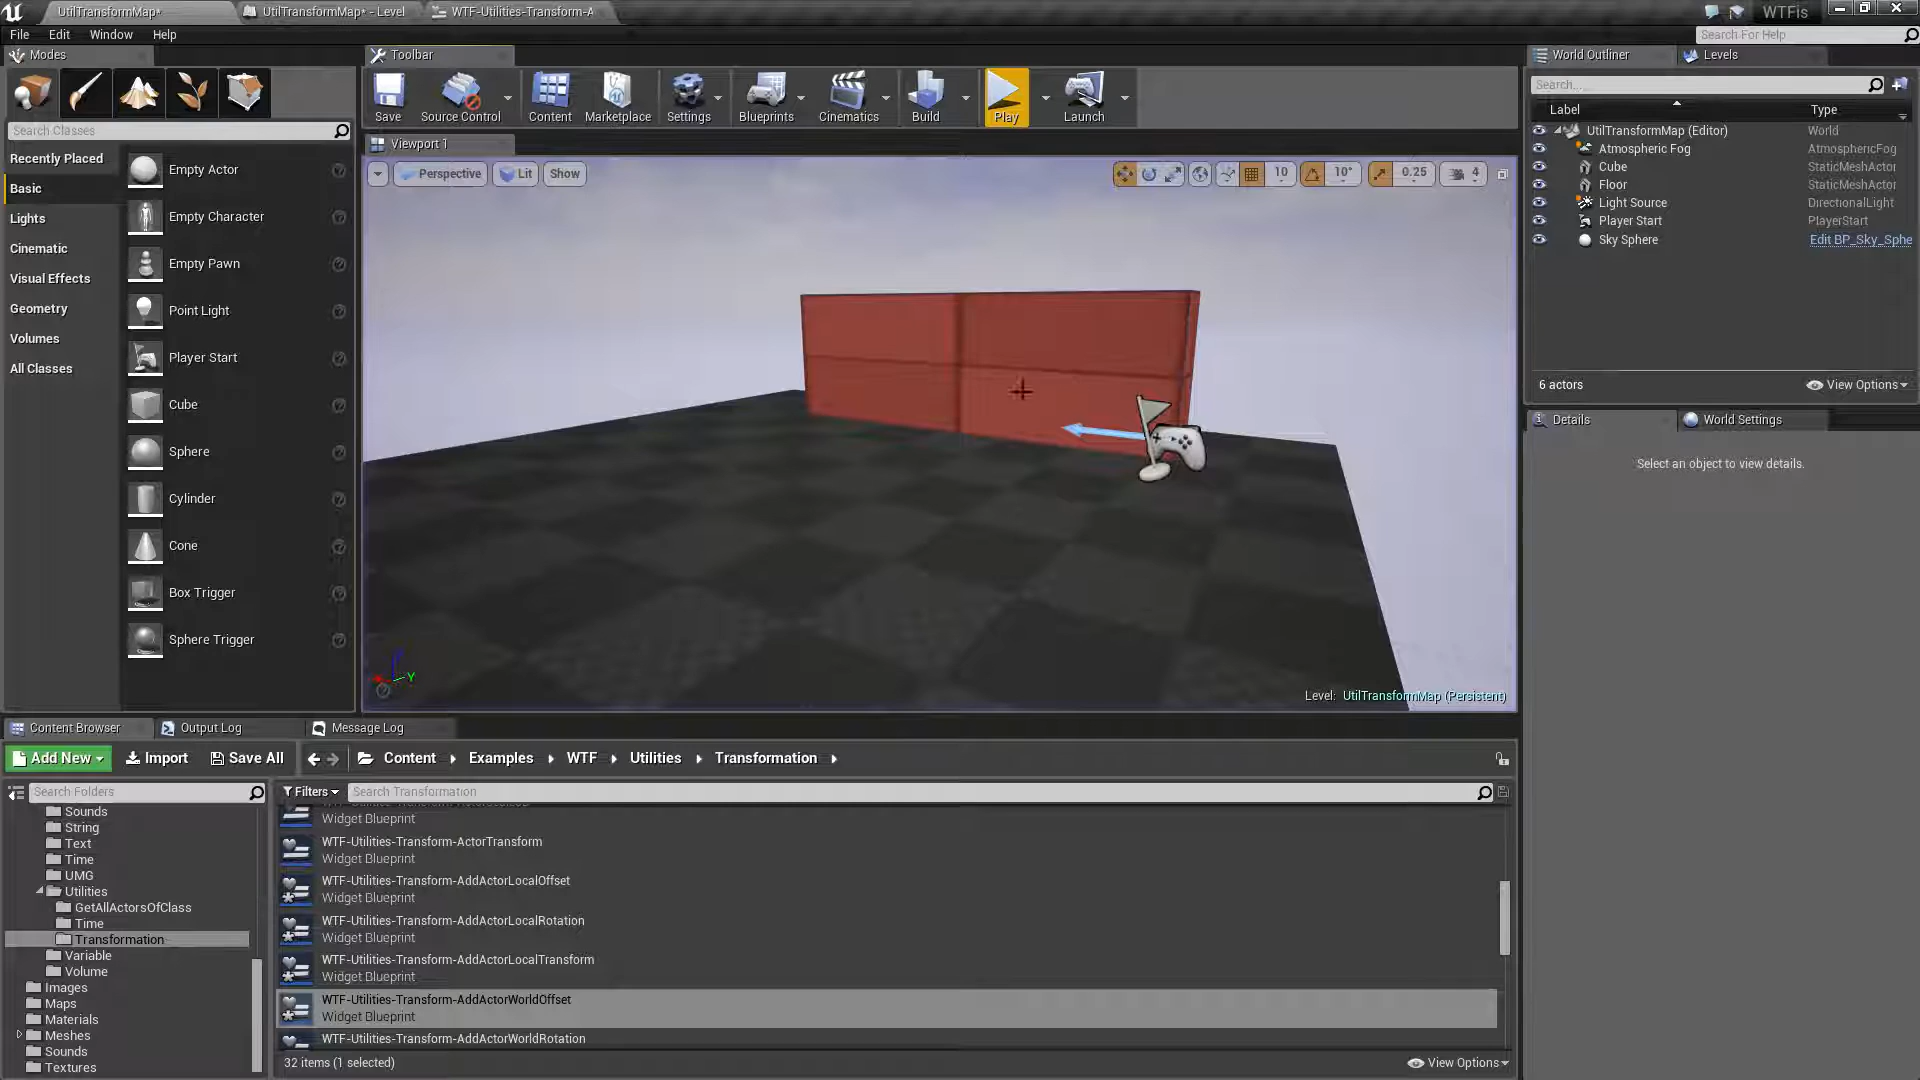 UtilTransformMap*
UtilTransformMap* - Level
WTF-Utilities-Transform-A
WTFis
File
Edit
Window
Help
Search For Help
Modes
Toolbar
World Outliner
Levels
Save
Source Control
Content
Marketplace
Settings
Blueprints
Cinematics
Build
Play
Launch
Search...
Label
Type
Search Classes
Viewport 1
UtilTransformMap (Editor)
World
Atmospheric Fog
AtmosphericFog
Cube
StaticMeshActor
Floor
StaticMeshActor
Light Source
DirectionalLight
Player Start
PlayerStart
Sky Sphere
Edit BP_Sky_Sphe
6 actors
View Options
Recently Placed
Basic
Lights
Cinematic
Visual Effects
Geometry
Volumes
All Classes
Empty Actor
Empty Character
Empty Pawn
Point Light
Player Start
Cube
Sphere
Cylinder
Cone
Box Trigger
Sphere Trigger
Perspective
Lit
Show
10
10°
0.25
4
Y
Level: UtilTransformMap (Persistent)
Details
World Settings
Select an object to view details.
Content Browser
Output Log
Message Log
Add New
Import
Save All
Content
Examples
WTF
Utilities
Transformation
Search Folders
Filters
Search Transformation
Sounds
String
Text
Time
UMG
Utilities
GetAllActorsOfClass
Time
Transformation
Variable
Volume
Images
Maps
Materials
Meshes
Sounds
Textures
Widget Blueprint
WTF-Utilities-Transform-ActorTransform
Widget Blueprint
WTF-Utilities-Transform-AddActorLocalOffset
Widget Blueprint
WTF-Utilities-Transform-AddActorLocalRotation
Widget Blueprint
WTF-Utilities-Transform-AddActorLocalTransform
Widget Blueprint
WTF-Utilities-Transform-AddActorWorldOffset
Widget Blueprint
WTF-Utilities-Transform-AddActorWorldRotation
32 items (1 selected)
View Options